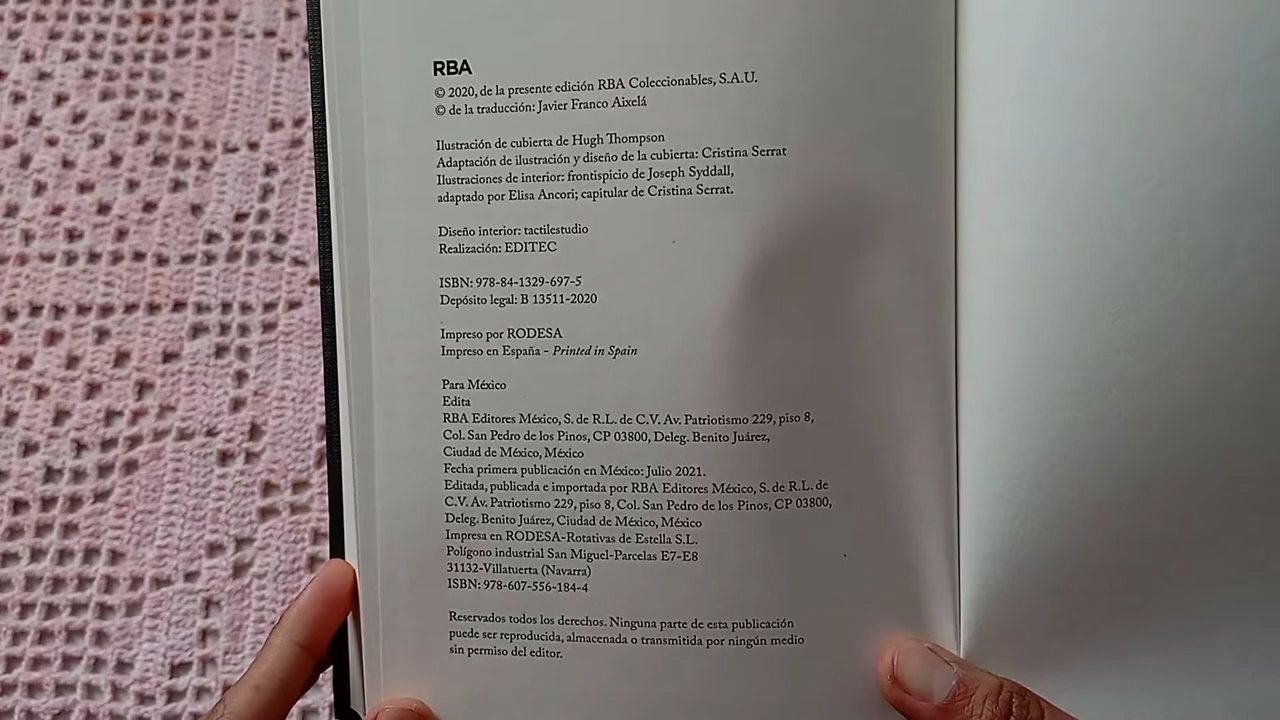 RBA
© 2020, de la presente edición RBA Coleccionables, S.A.U.
© de la traducción: Javier Franco Aixelá
Ilustración de cubierta de Hugh Thompson
Adaptación de ilustración y diseño de la cubierta: Cristina Serrat
Ilustraciones de interior: frontispicio de Joseph Syddall,
adaptado por Elisa Ancori; capitular de Cristina Serrat.
Diseño interior: tactilestudio
Realización: EDITEC
ISBN: 978-84-1329-697-5
Depósito legal: B 13511-2020
Impreso por RODESA
Impreso en España - Printed in Spain
Para México
Edita
RBA Editores México, S. de R.L. de C.V. Av. Patriotismo 229, piso 8,
Col. San Pedro de los Pinos, CP 03800, Deleg. Benito Juárez,
Ciudad de México, México
Fecha primera publicación en México: Julio 2021.
Editada, publicada e importada por RBA Editores México, S. de R.L. de
C.V. Av. Patriotismo 229, piso 8, Col. San Pedro de los Pinos, CP 03800,
Deleg. Benito Juárez, Ciudad de México, México
Impresa en RODESA-Rotativas de Estella S.L.
Polígono industrial San Miguel-Parcelas E7-E8
31132-Villatuerta (Navarra)
ISBN: 978-607-556-184-4
Reservados todos los derechos. Ninguna parte de esta publicación
puede ser reproducida, almacenada o transmitida por ningún medio
sin permiso del editor.